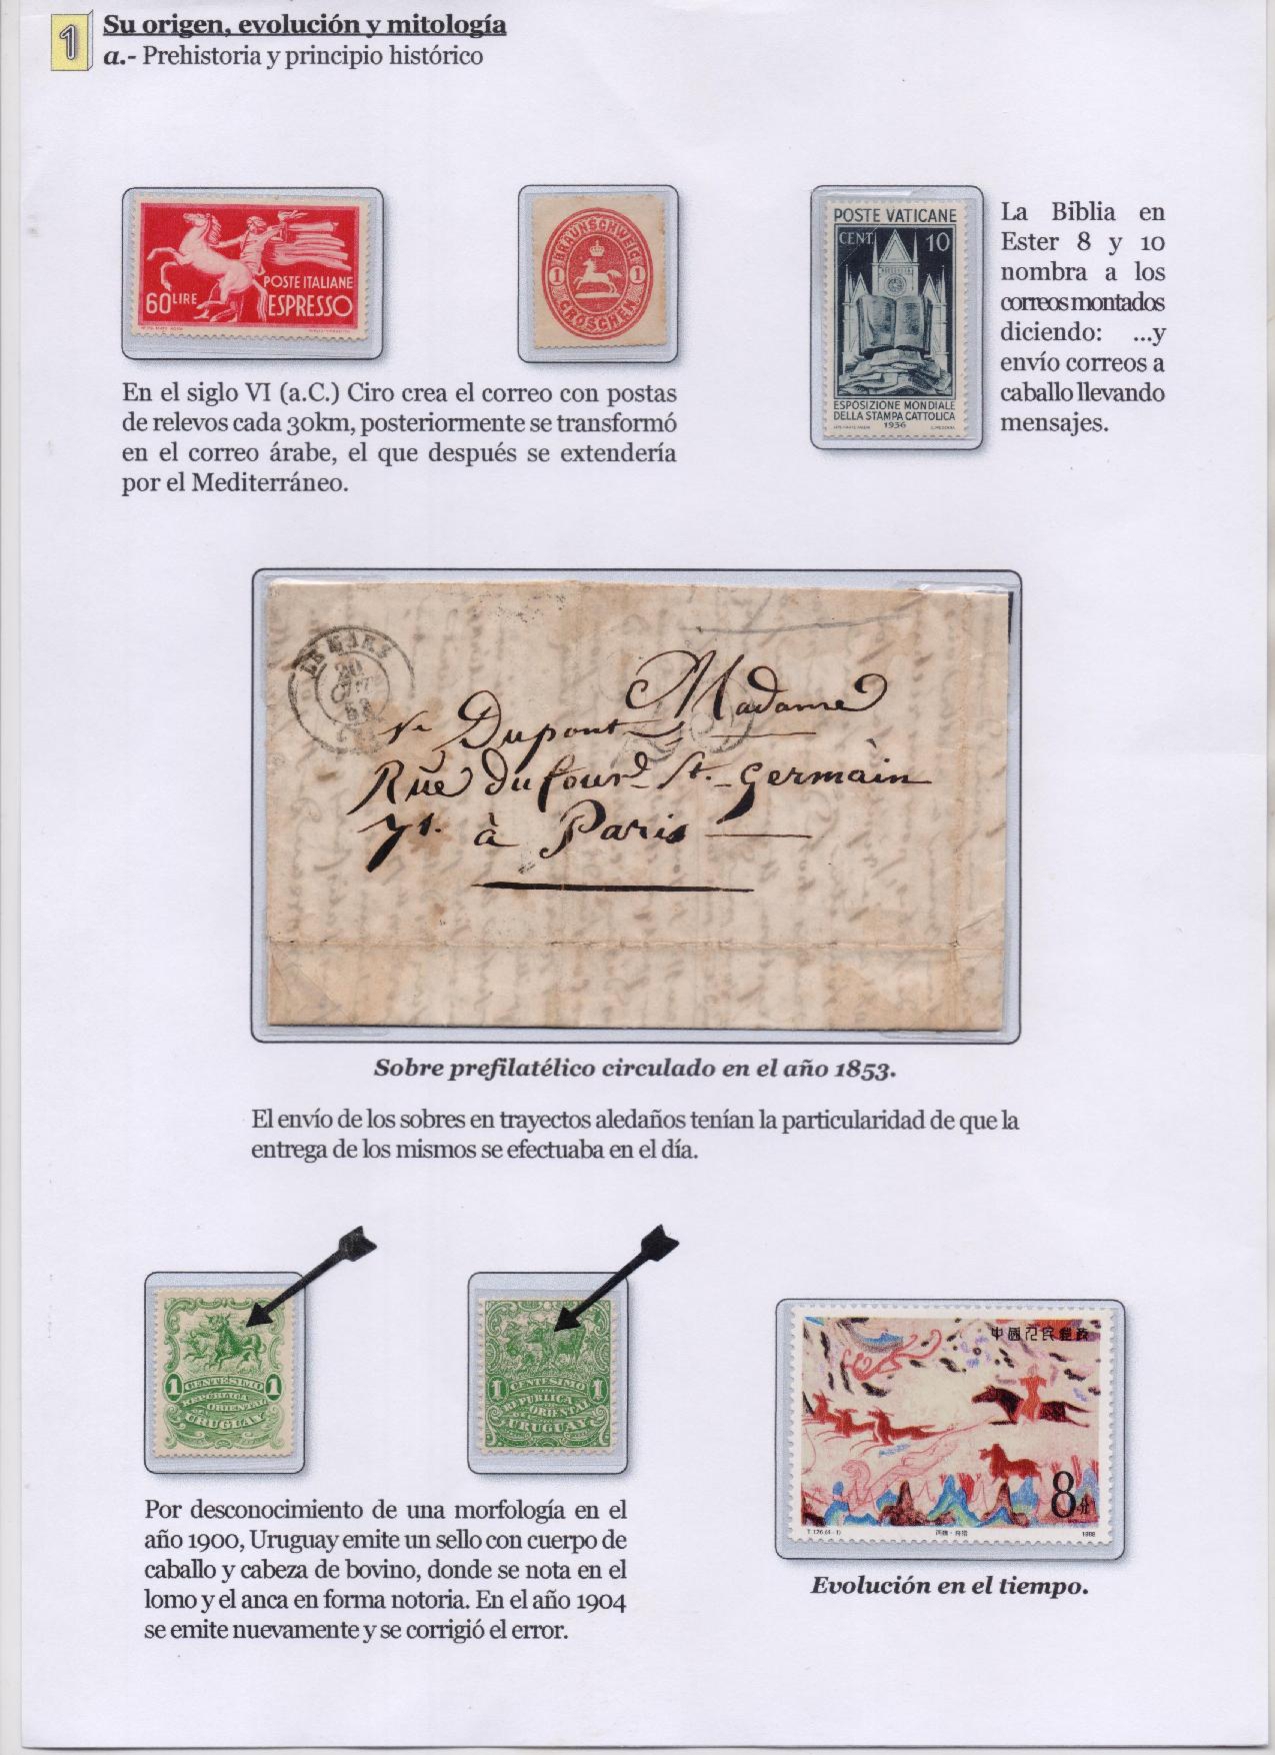 1
Su origen, evolución y mitología
a.- Prehistoria y principio histórico
60 LIRE
POSTE ITALIANE
ESPRESSO
BRAUNSCHWEIG
1 1
GROSCHEN
POSTE VATICANE
CENT. 10
ESPOSIZIONE MONDIALE
DELLA STAMPA CATTOLICA
1936
La Biblia en
Ester 8 y 10
nombra a los
correos montados
diciendo: ...y
envío correos a
caballo llevando
mensajes.
En el siglo VI (a.C.) Ciro crea el correo con postas
de relevos cada 30km, posteriormente se transformó
en el correo árabe, el que después se extendería
por el Mediterráneo.
MANS
20
53
Madame
Ve Dupont
Rue du four St. Germain
71. à Paris
Sobre prefilatélico circulado en el año 1853.
El envío de los sobres en trayectos aledaños tenían la particularidad de que la
entrega de los mismos se efectuaba en el día.
1 CENTESIMO 1
REPUBLICA
ORIENTAL
DEL
URUGUAY
1 CENTESIMO 1
REPUBLICA
ORIENTAL
DEL
URUGUAY
中国人民邮政
8分
T.126.(4-1)
1988
Por desconocimiento de una morfología en el
año 1900, Uruguay emite un sello con cuerpo de
caballo y cabeza de bovino, donde se nota en el
lomo y el anca en forma notoria. En el año 1904
se emite nuevamente y se corrigió el error.
Evolución en el tiempo.